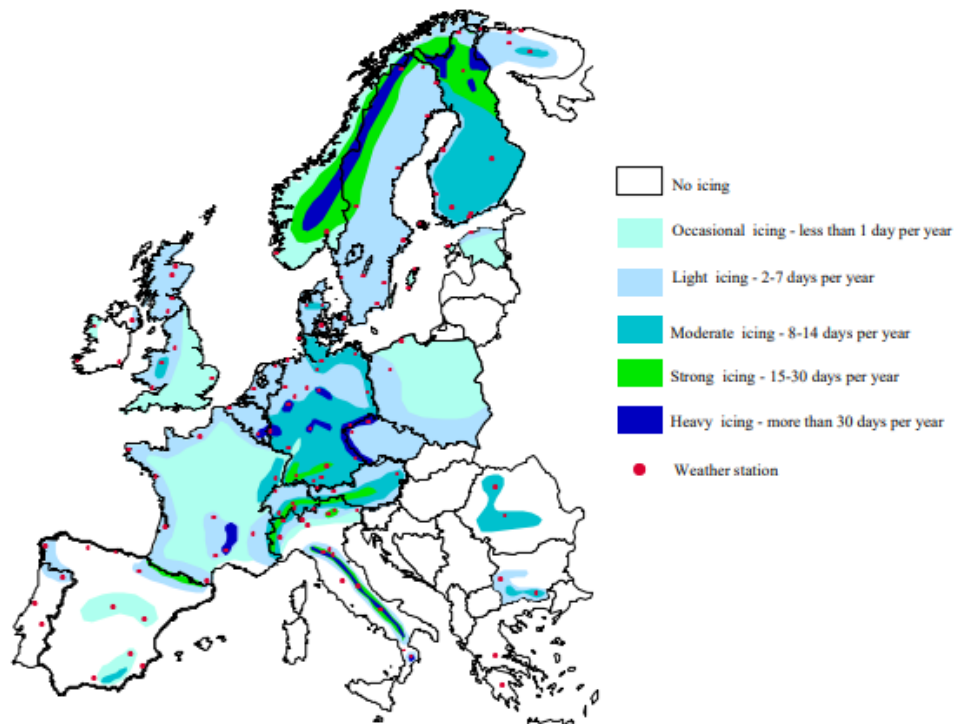 No icing
Occasional icing - less than 1 day per year
Light icing - 2-7 days per year
Moderate icing - 8-14 days per year
Strong icing - 15-30 days per year
Heavy icing - more than 30 days per year
Weather station